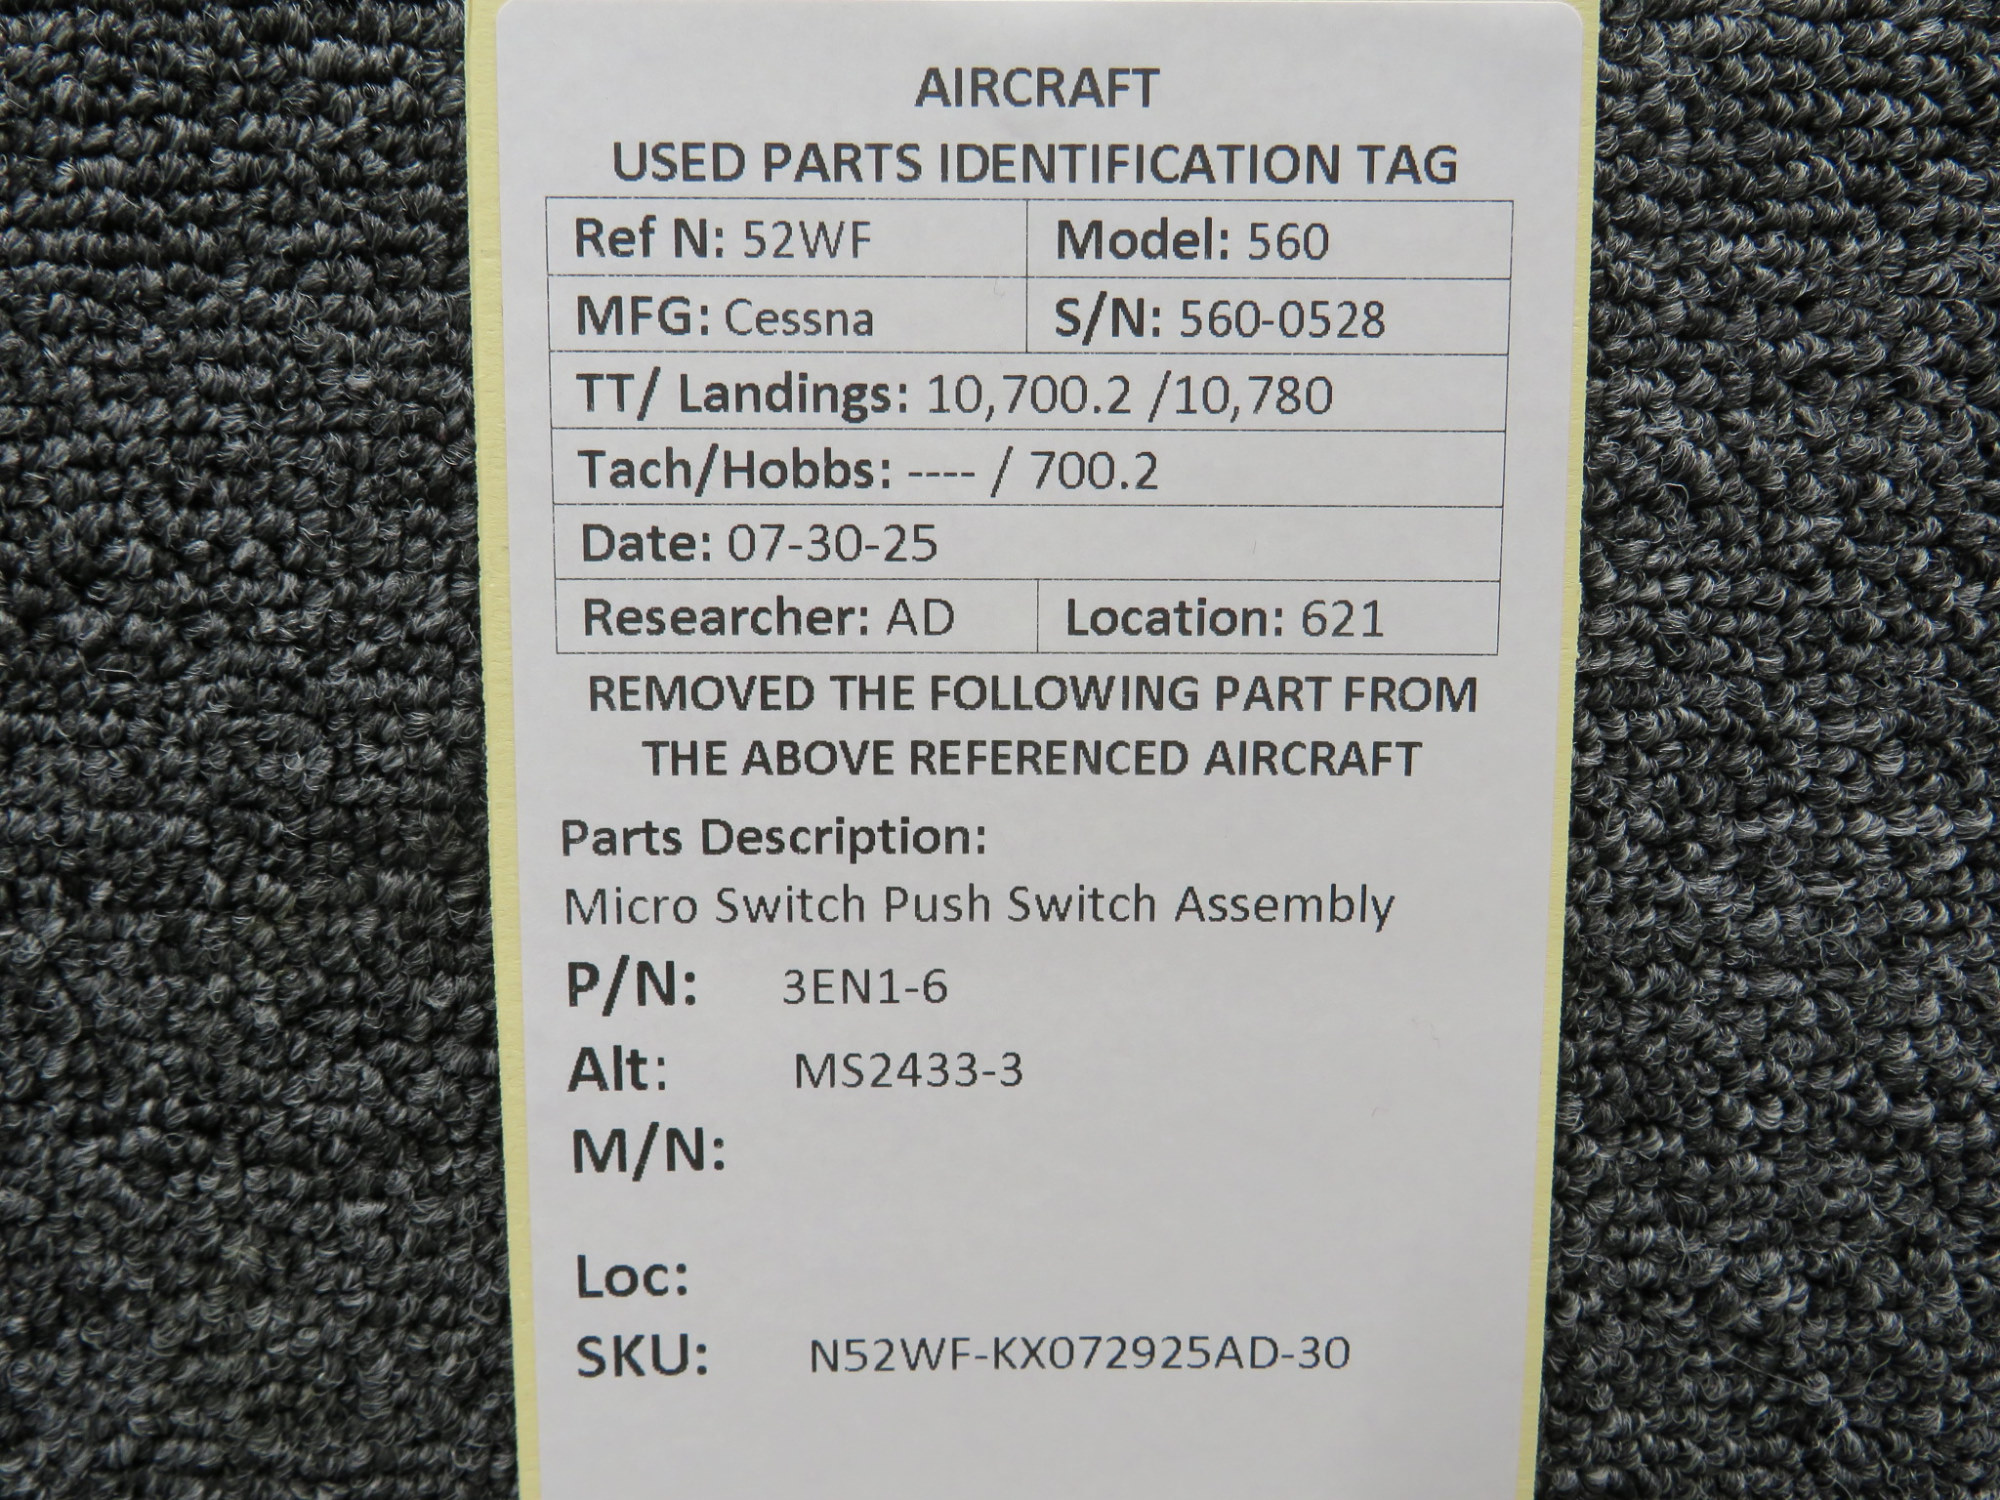 AIRCRAFT
USED PARTS IDENTIFICATION TAG
Ref N: 52WF Model: 560
MFG: Cessna S/N: 560-0528
TT/ Landings: 10,700.2 /10,780
Tach/Hobbs: ---- / 700.2
Date: 07-30-25
Researcher: AD Location: 621
REMOVED THE FOLLOWING PART FROM
THE ABOVE REFERENCED AIRCRAFT
Parts Description:
Micro Switch Push Switch Assembly
P/N: 3EN1-6
Alt: MS2433-3
M/N:
Loc:
SKU: N52WF-KX072925AD-30